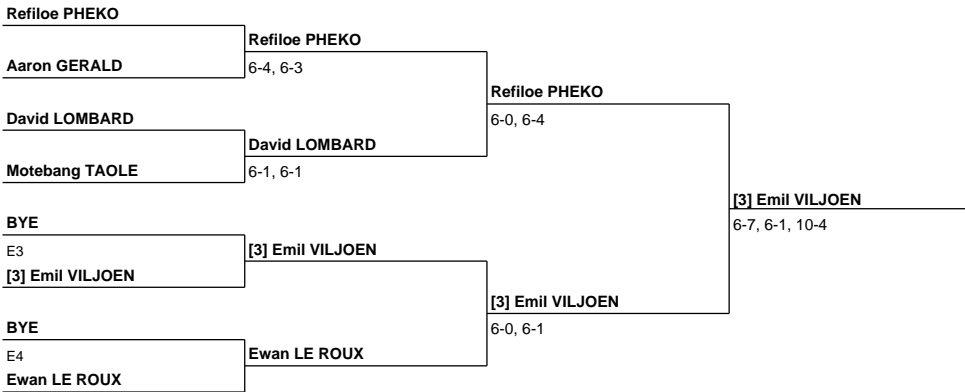 Refiloe PHEKO
Refiloe PHEKO
Aaron GERALD
6-4, 6-3
Refiloe PHEKO
David LOMBARD
6-0, 6-4
David LOMBARD
Motebang TAOLE
6-1, 6-1
[3] Emil VILJOEN
BYE
6-7, 6-1, 10-4
E3
[3] Emil VILJOEN
[3] Emil VILJOEN
[3] Emil VILJOEN
BYE
6-0, 6-1
E4
Ewan LE ROUX
Ewan LE ROUX